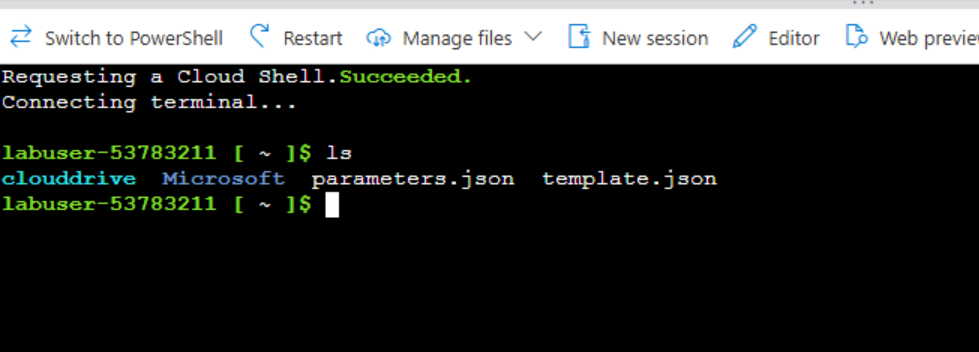 Switch to PowerShell Restart Manage files New session Editor Web previe
Requesting a Cloud Shell.Succeeded.
Connecting terminal...
labuser-53783211 [ ~ ]$ ls
clouddrive Microsoft parameters.json template.json
labuser-53783211 [ ~ ]$